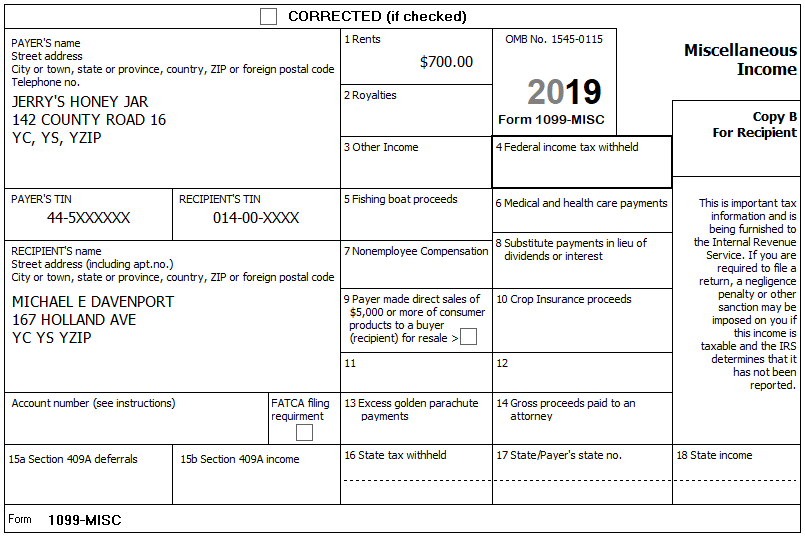 CORRECTED (if checked)
PAYER'S name
Street address
City or town, state or province, country, ZIP or foreign postal code
Telephone no.
JERRY'S HONEY JAR
142 COUNTY ROAD 16
YC, YS, YZIP
1 Rents
$700.00
2 Royalties
OMB No. 1545-0115
2019
Form 1099-MISC
Miscellaneous
Income
3 Other Income
4 Federal income tax withheld
Copy B
For Recipient
PAYER'S TIN
44-5XXXXXX
RECIPIENT'S TIN
014-00-XXXX
5 Fishing boat proceeds
6 Medical and health care payments
RECIPIENT'S name
Street address (including apt.no.)
City or town, state or province, country, ZIP or foreign postal code
MICHAEL E DAVENPORT
167 HOLLAND AVE
YC YS YZIP
7 Nonemployee Compensation
8 Substitute payments in lieu of
dividends or interest
9 Payer made direct sales of
$5,000 or more of consumer
products to a buyer
(recipient) for resale >
10 Crop Insurance proceeds
11
12
This is important tax
information and is
being furnished to
the Internal Revenue
Service. If you are
required to file a
return, a negligence
penalty or other
sanction may be
imposed on you if
this income is
taxable and the IRS
determines that it
has not been
reported.
Account number (see instructions)
FATCA filing
requirment
13 Excess golden parachute
payments
14 Gross proceeds paid to an
attorney
15a Section 409A deferrals
15b Section 409A income
16 State tax withheld
17 State/Payer's state no.
18 State income
Form 1099-MISC